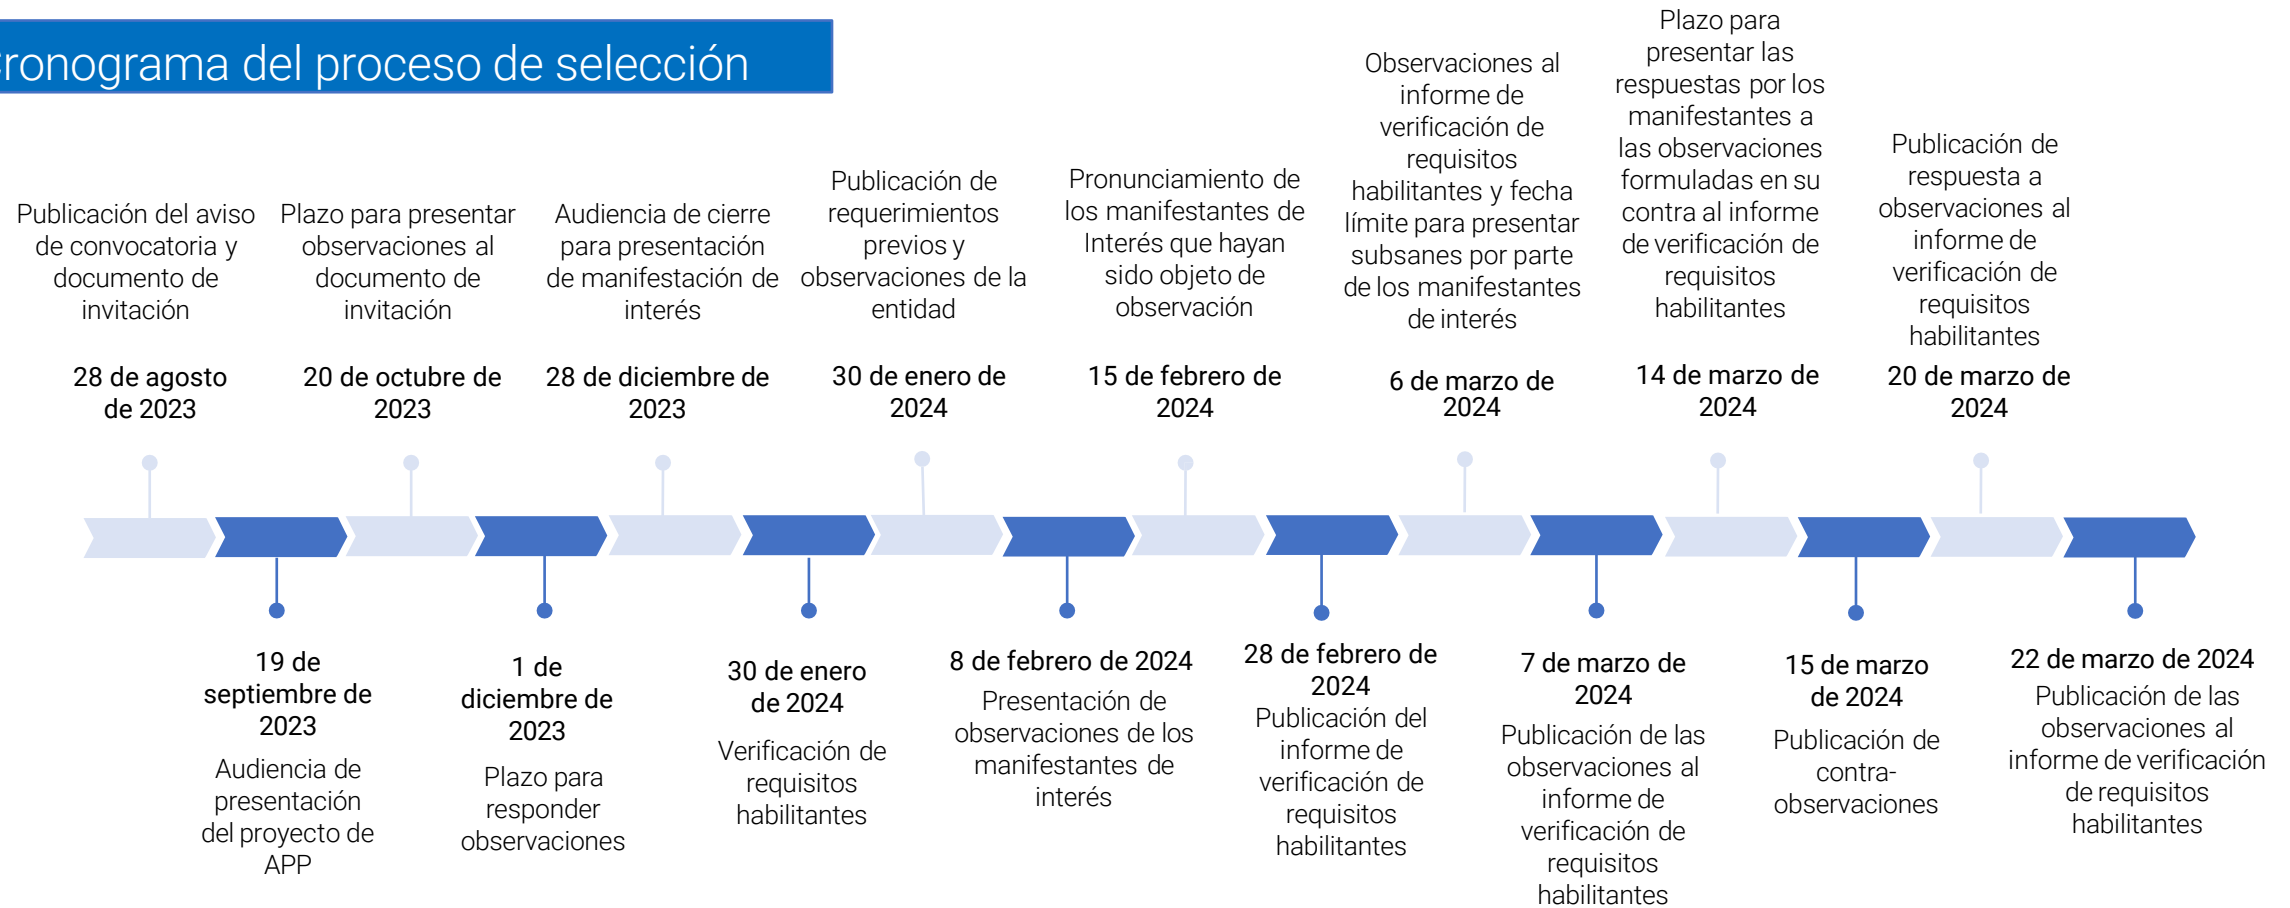 ronograma del proceso de selección
Publicación del aviso
de convocatoria y
documento de
invitación
28 de agosto
de 2023
Plazo para presentar
observaciones al
documento de
invitación
20 de octubre de
2023
Audiencia de cierre
para presentación
de manifestación de
interés
28 de diciembre de
2023
Publicación de
requerimientos
previos y
observaciones de la
entidad
30 de enero de
2024
Pronunciamiento de
los manifestantes de
Interés que hayan
sido objeto de
observación
15 de febrero de
2024
Observaciones al
informe de
verificación de
requisitos
habilitantes y fecha
límite para presentar
subsanes por parte
de los manifestantes
de interés
6 de marzo de
2024
Plazo para
presentar las
respuestas por los
manifestantes a
las observaciones
formuladas en su
contra al informe
de verificación de
requisitos
habilitantes
14 de marzo de
2024
Publicación de
respuesta a
observaciones al
informe de
verificación de
requisitos
habilitantes
20 de marzo de
2024
19 de
septiembre de
2023
Audiencia de
presentación
del proyecto de
APP
1 de
diciembre de
2023
Plazo para
responder
observaciones
30 de enero
de 2024
Verificación de
requisitos
habilitantes
8 de febrero de 2024
Presentación de
observaciones de los
manifestantes de
interés
28 de febrero de
2024
Publicación del
informe de
verificación de
requisitos
habilitantes
7 de marzo de
2024
Publicación de las
observaciones al
informe de
verificación de
requisitos
habilitantes
15 de marzo
de 2024
Publicación de
contra-
observaciones
22 de marzo de 2024
Publicación de las
observaciones al
informe de verificación
de requisitos
habilitantes